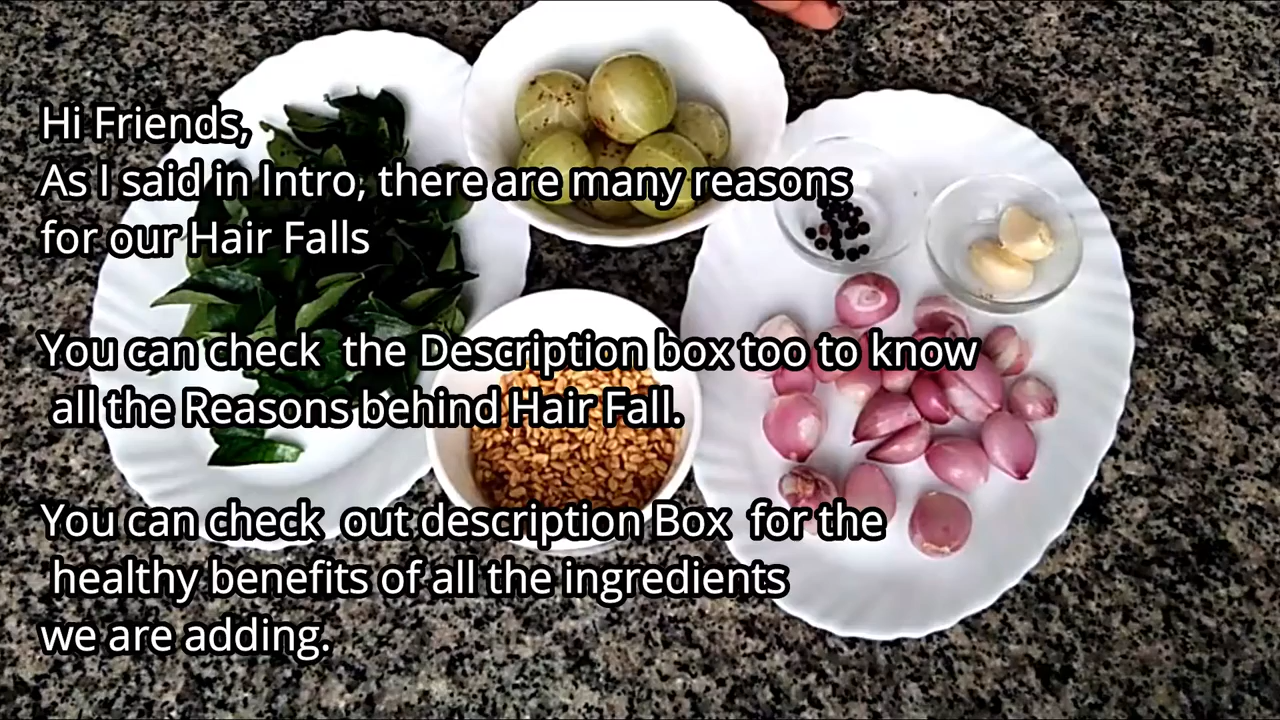 Hi Friends,
As I said in Intro, there are many reasons
for our Hair Falls
You can check the Description box too to know
all the Reasons behind Hair Fall.
You can check out description Box for the
healthy benefits of all the ingredients
we are adding.